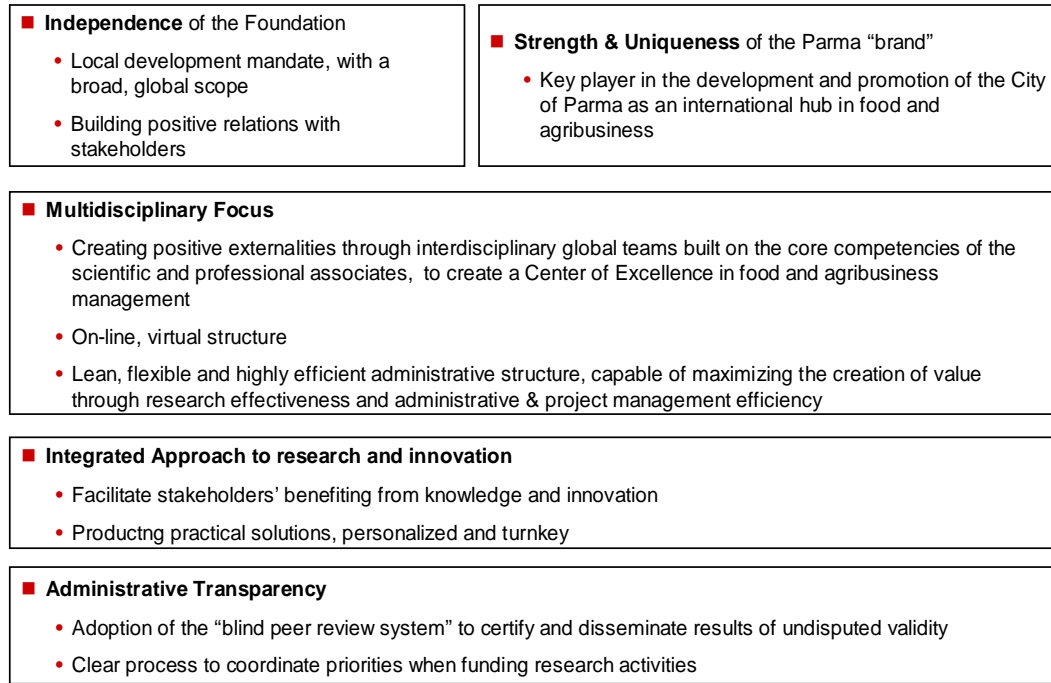 Independence of the Foundation
• Local development mandate, with a
broad, global scope
• Building positive relations with
stakeholders
Strength & Uniqueness of the Parma “brand”
• Key player in the development and promotion of the City
of Parma as an international hub in food and
agribusiness
Multidisciplinary Focus
• Creating positive externalities through interdisciplinary global teams built on the core competencies of the
scientific and professional associates, to create a Center of Excellence in food and agribusiness
management
• On-line, virtual structure
• Lean, flexible and highly efficient administrative structure, capable of maximizing the creation of value
through research effectiveness and administrative & project management efficiency
Integrated Approach to research and innovation
• Facilitate stakeholders’ benefiting from knowledge and innovation
• Productng practical solutions, personalized and turnkey
Administrative Transparency
• Adoption of the “blind peer review system” to certify and disseminate results of undisputed validity
• Clear process to coordinate priorities when funding research activities